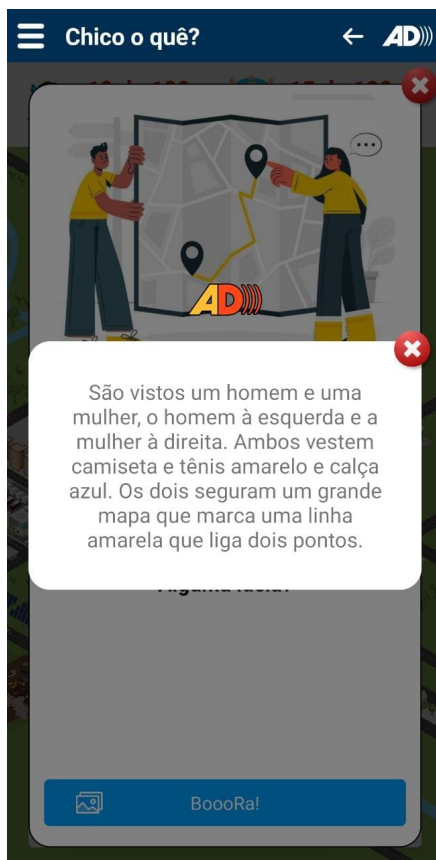 Chico o quê?
AD
AD
São vistos um homem e uma
mulher, o homem à esquerda e a
mulher à direita. Ambos vestem
camiseta e tênis amarelo e calça
azul. Os dois seguram um grande
mapa que marca uma linha
amarela que liga dois pontos.
BoooRa!